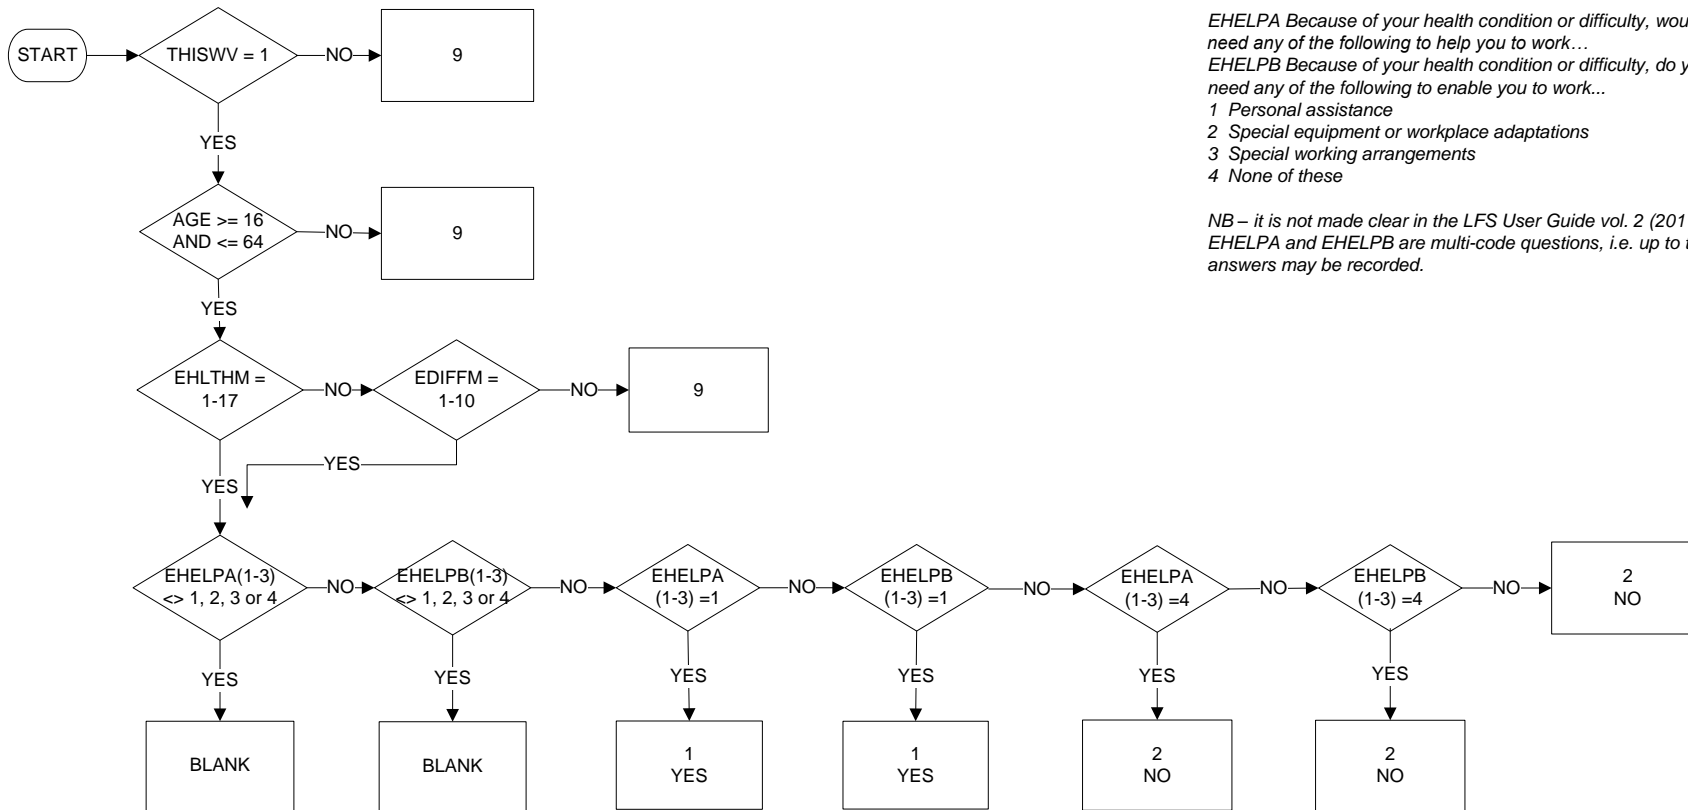 START
THISWV = 1
NO
9
YES
AGE >= 16
AND <= 64
NO
9
YES
EHLTHM =
1-17
NO
EDIFFM =
1-10
NO
9
YES
YES
EHELPA(1-3)
<> 1, 2, 3 or 4
NO
EHELPB(1-3)
<> 1, 2, 3 or 4
NO
EHELPA
(1-3) =1
NO
EHELPB
(1-3) =1
NO
EHELPA
(1-3) =4
NO
EHELPB
(1-3) =4
NO
2
NO
YES
YES
YES
YES
YES
YES
BLANK
BLANK
1
YES
1
YES
2
NO
2
NO
EHELPA Because of your health condition or difficulty,
need any of the following to help you to work…
EHELPB Because of your health condition or difficulty, do
need any of the following to enable you to work...
1 Personal assistance
2 Special equipment or workplace adaptations
3 Special working arrangements
4 None of these
NB – it is not made clear in the LFS User Guide vol. 2
EHELPA and EHELPB are multi-code questions, i.e. up to
answers may be recorded.